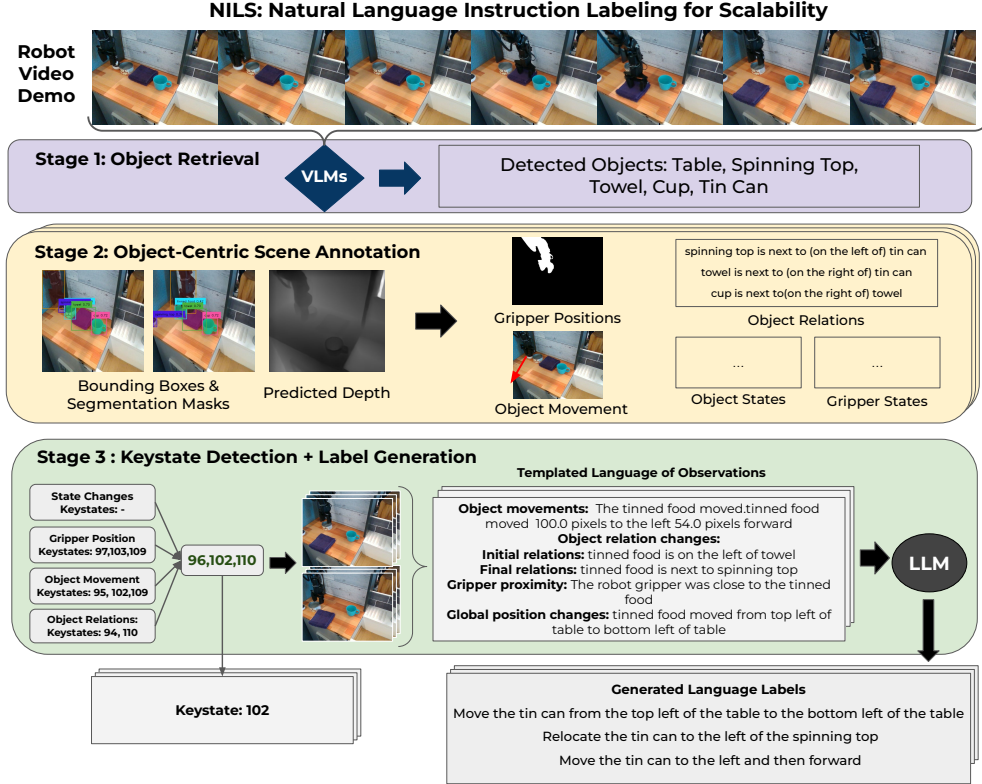 NILS: Natural Language Instruction Labeling for Scalability
Robot
Video
Demo
Stage 1: Object Retrieval
VLMs
Detected Objects: Table, Spinning Top,
Towel, Cup, Tin Can
Stage 2: Object-Centric Scene Annotation
Bounding Boxes &
Segmentation Masks
Predicted Depth
Gripper Positions
Object Movement
spinning top is next to (on the left of) tin can
towel is next to (on the right of) tin can
cup is next to(on the right of) towel
Object Relations
...
...
Object States
Gripper States
Stage 3 : Keystate Detection + Label Generation
State Changes
Keystates: -
Gripper Position
Keystates: 97,103,109
Object Movement
Keystates: 95, 102,109
Object Relations:
Keystates: 94, 110
96,102,110
Templated Language of Observations
Object movements: The tinned food moved.tinned food
moved 100.0 pixels to the left 54.0 pixels forward
Object relation changes:
Initial relations: tinned food is on the left of towel
Final relations: tinned food is next to spinning top
Gripper proximity: The robot gripper was close to the tinned
food
Global position changes: tinned food moved from top left of
table to bottom left of table
LLM
Keystate: 102
Generated Language Labels
Move the tin can from the top left of the table to the bottom left of the table
Relocate the tin can to the left of the spinning top
Move the tin can to the left and then forward